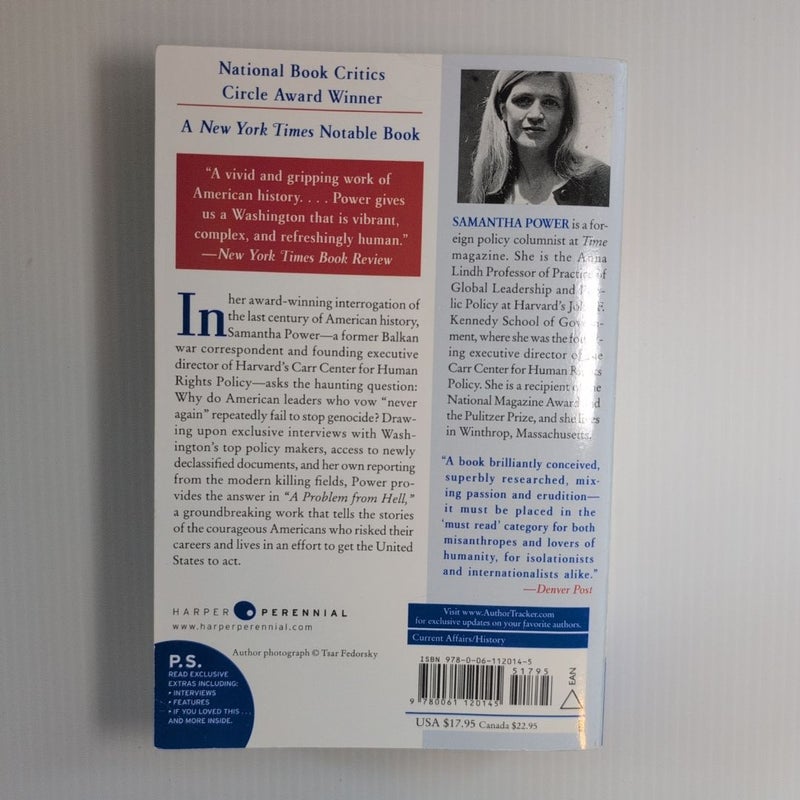 National Book Critics
Circle Award Winner
A New York Times Notable Book
“A vivid and gripping work of
American history. . . . Power gives
us a Washington that is vibrant,
complex, and refreshingly human.”
—New York Times Book Review
In her award-winning interrogation of
the last century of American history,
Samantha Power—a former Balkan
war correspondent and founding executive
director of Harvard’s Carr Center for Human
Rights Policy—asks the haunting question:
Why do American leaders who vow “never
again” repeatedly fail to stop genocide? Draw-
ing upon exclusive interviews with Wash-
ington’s top policy makers, access to newly
declassified documents, and her own reporting
from the modern killing fields, Power pro-
vides the answer in “A Problem from Hell,”
a groundbreaking work that tells the stories
of the courageous Americans who risked their
careers and lives in an effort to get the United
States to act.
HARPER PERENNIAL
www.harperperennial.com
Author photograph © Tsar Fedorsky
P.S.
READ EXCLUSIVE
EXTRAS INCLUDING:
• INTERVIEWS
• FEATURES
• IF YOU LOVED THIS . . .
AND MORE INSIDE.
SAMANTHA POWER is a for-
eign policy columnist at Time
magazine. She is the Anna
Lindh Professor of Practice of
Global Leadership and
lic Policy at Harvard’s John F.
Kennedy School of Govern-
ment, where she was the found-
ing executive director of the
Carr Center for Human Rights
Policy. She is a recipient of the
National Magazine Award and
the Pulitzer Prize, and she lives
in Winthrop, Massachusetts.
“A book brilliantly conceived,
superbly researched, mix-
ing passion and erudition—
it must be placed in the
‘must read’ category for both
misanthropes and lovers of
humanity, for isolationists
and internationalists alike.”
—Denver Post
Visit www.AuthorTracker.com
for exclusive updates on your favorite authors.
Current Affairs/History
ISBN 978-0-06-112014-5
51795
EAN
9 780061 120145
USA $17.95 Canada $22.95